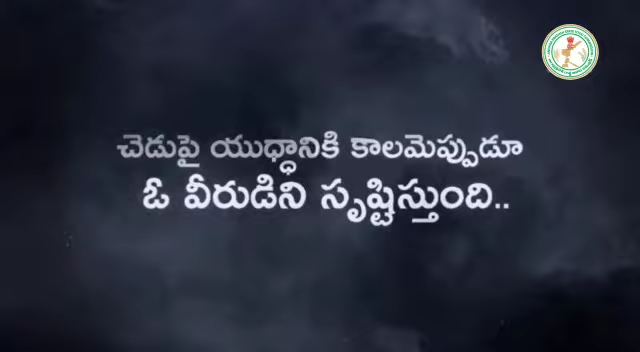 చెడుపై యుద్ధానికి కాలమెప్పుడూ
ఓ వీరుడిని సృష్టిస్తుంది..